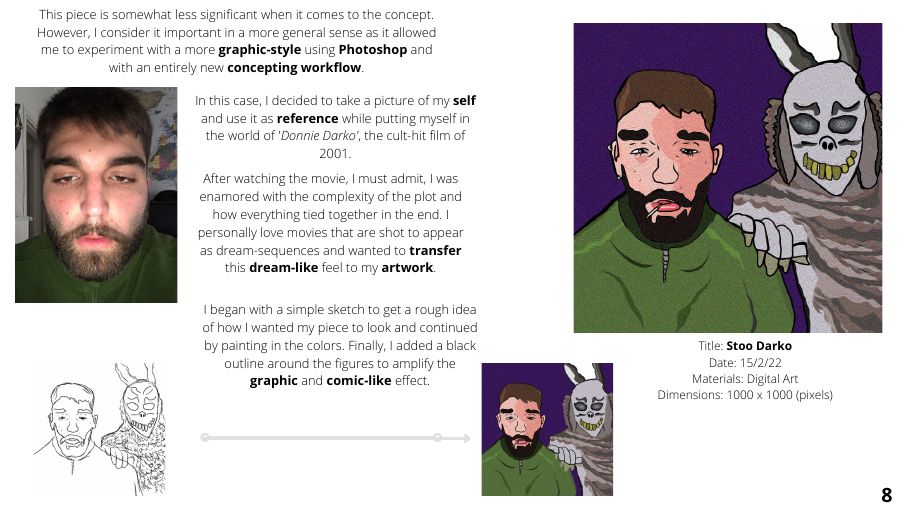 This piece is somewhat less significant when it comes to the concept.
However, I consider it important in a more general sense as it allowed
me to experiment with a more graphic-style using Photoshop and
with an entirely new concepting workflow.
In this case, I decided to take a picture of my self
and use it as reference while putting myself in
the world of 'Donnie Darko', the cult-hit film of
2001.
After watching the movie, I must admit, I was
enamored with the complexity of the plot and
how everything tied together in the end. I
personally love movies that are shot to appear
as dream-sequences and wanted to transfer
this dream-like feel to my artwork.
I began with a simple sketch to get a rough idea
of how I wanted my piece to look and continued
by painting in the colors. Finally, I added a black
outline around the figures to amplify the
graphic and comic-like effect.
Title: Stoo Darko
Date: 15/2/22
Materials: Digital Art
Dimensions: 1000 x 1000 (pixels)
8